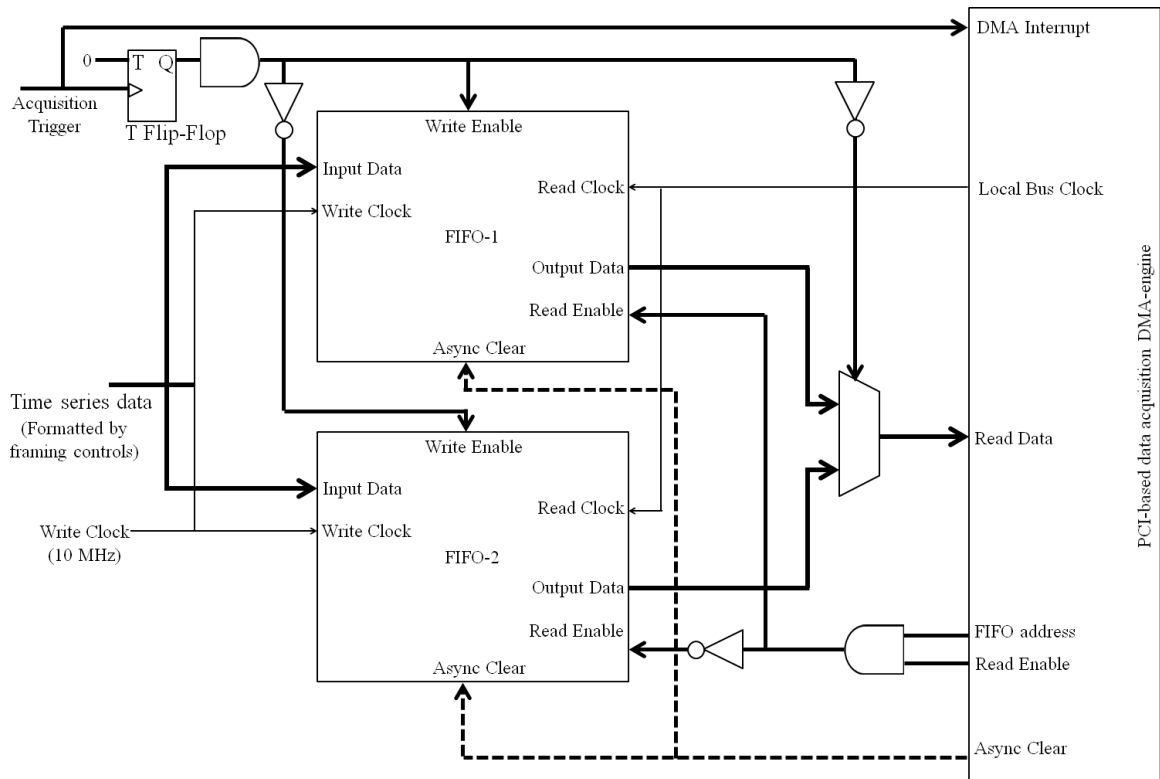 DMA Interrupt
0
T Q
Acquisition
Trigger
T Flip-Flop
Write Enable
Input Data
Read Clock
Local Bus Clock
Write Clock
FIFO-1
Output Data
Read Enable
Async Clear
Time series data
(Formatted by
framing controls)
Write Enable
Read Data
Input Data
Read Clock
Write Clock
(10 MHz)
Write Clock
FIFO-2
Output Data
Read Enable
FIFO address
Read Enable
Async Clear
Async Clear
PCI-based data acquisition DMA-engine